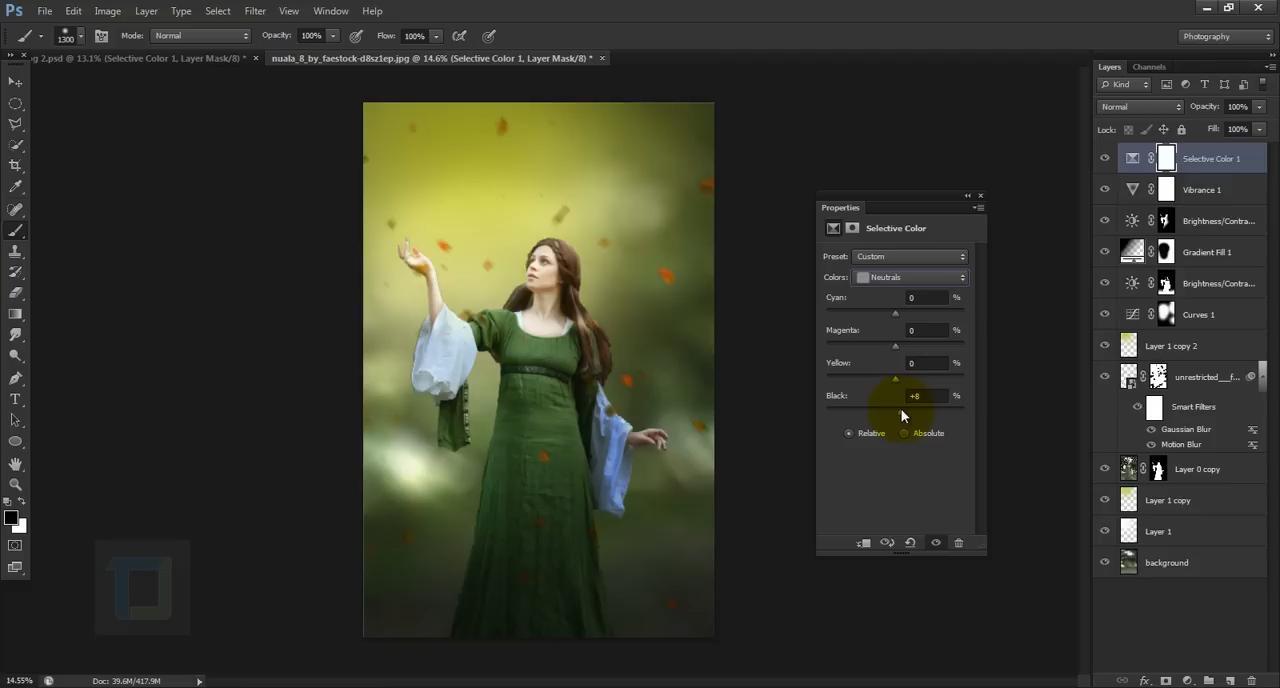 Ps File Edit Image Layer Type Select Filter View Window Help
1300 Mode: Normal Opacity: 100% Flow: 100% Photography
g 2.psd @ 13.1% (Selective Color 1, Layer Mask/8) * × nuala_8_by_faestock-d8sz1ep.jpg @ 14.6% (Selective Color 1, Layer Mask/8) * ×
Layers Channels
Kind
Normal Opacity: 100%
Lock: Fill: 100%
Selective Color 1
Vibrance 1
Brightness/Contra...
Gradient Fill 1
Brightness/Contra...
Curves 1
Layer 1 copy 2
unrestricted___f...
Smart Filters
Gaussian Blur
Motion Blur
Layer 0 copy
Layer 1 copy
Layer 1
background
Properties
Selective Color
Preset: Custom
Colors: Neutrals
Cyan: 0 %
Magenta: 0 %
Yellow: 0 %
Black: +8 %
Relative Absolute
14.55% Doc: 39.6M/417.9M